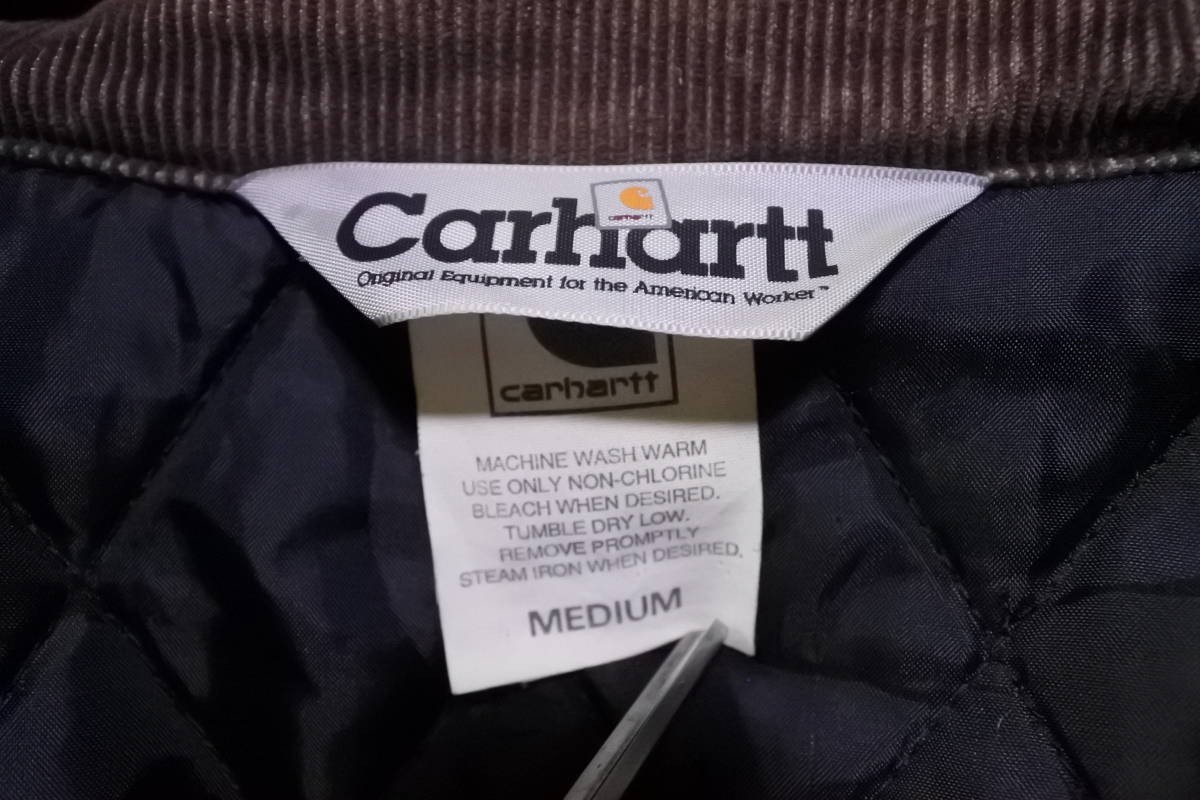 Carhartt
carhartt
Original Equipment for the American Worker™
carhartt
MACHINE WASH WARM
USE ONLY NON-CHLORINE
BLEACH WHEN DESIRED.
TUMBLE DRY LOW.
REMOVE PROMPTLY
STEAM IRON WHEN DESIRED.
MEDIUM